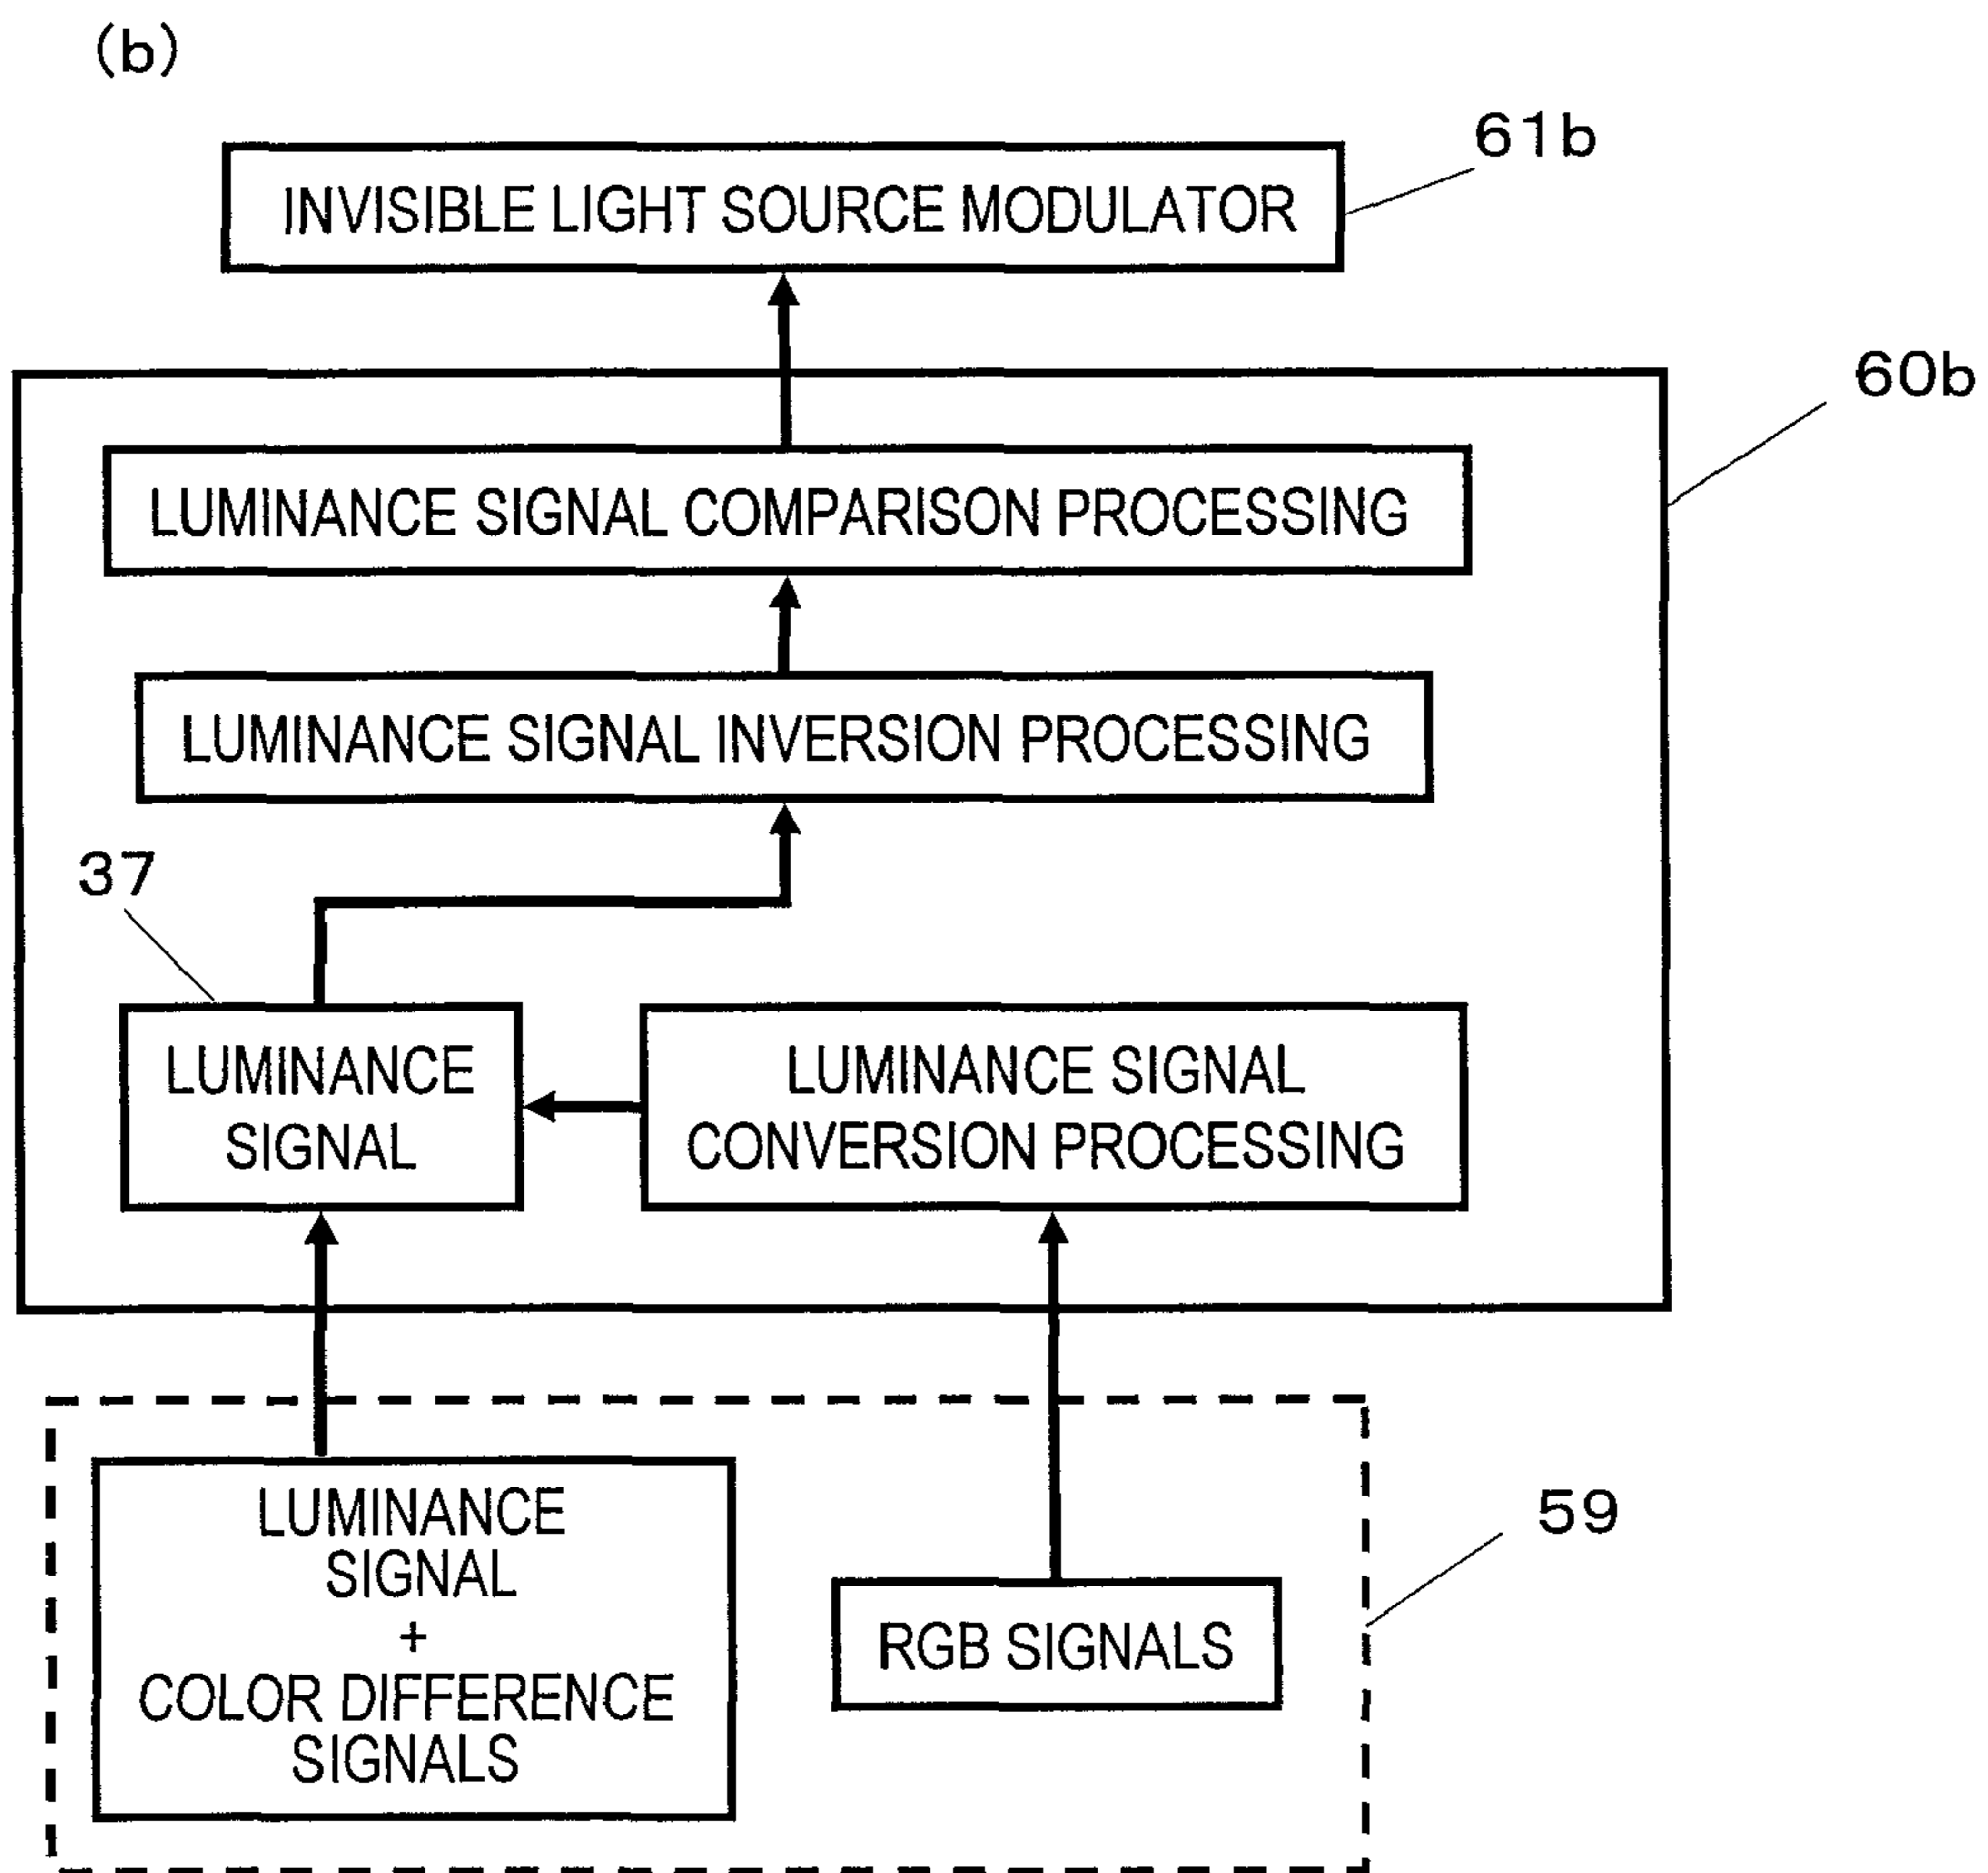 (b)
61b
INVISIBLE LIGHT SOURCE MODULATOR
60b
LUMINANCE SIGNAL COMPARISON PROCESSING
LUMINANCE SIGNAL INVERSION PROCESSING
37
LUMINANCE
SIGNAL
LUMINANCE SIGNAL
CONVERSION PROCESSING
LUMINANCE
SIGNAL
+
COLOR DIFFERENCE
SIGNALS
RGB SIGNALS
59